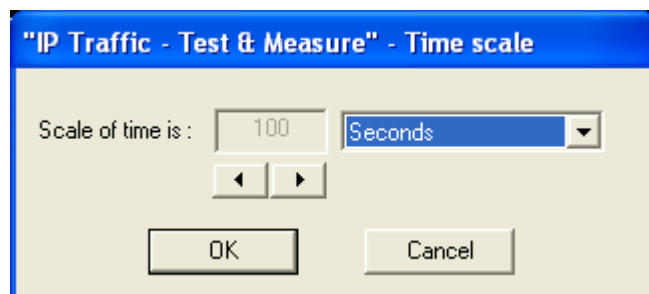 "IP Traffic - Test & Measure" - Time scale
Scale of time is : 100 Seconds
OK Cancel